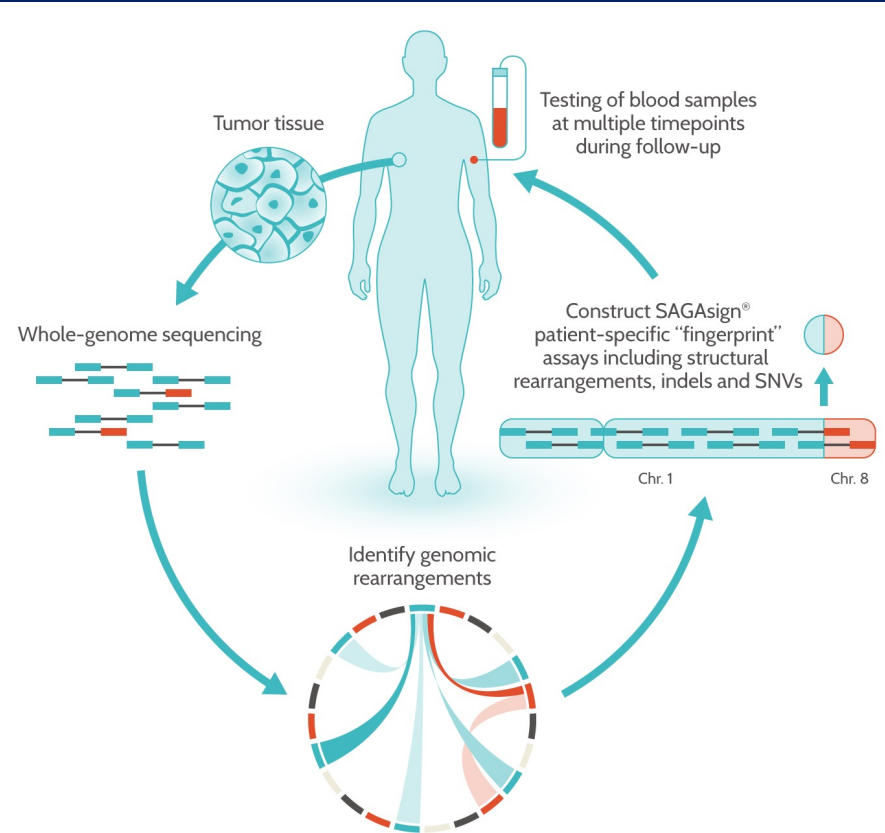 Tumor tissue
Testing of blood samples
at multiple timepoints
during follow-up
Whole-genome sequencing
Identify genomic
rearrangements
Construct SAGAsign®
patient-specific “fingerprint”
assays including structural
rearrangements, indels and SNVs
Chr. 1
Chr. 8